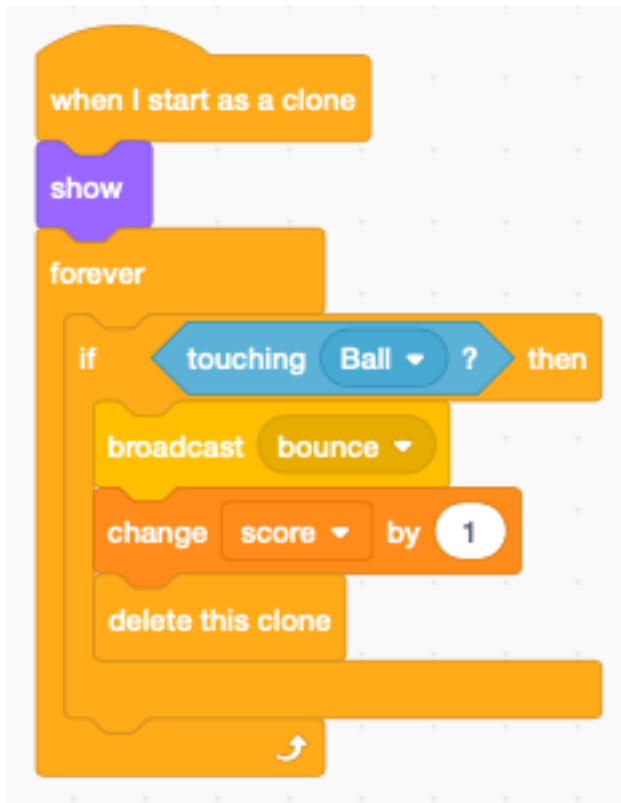 when I start as a clone
show
forever
if touching Ball ? then
broadcast bounce
change score by 1
delete this clone